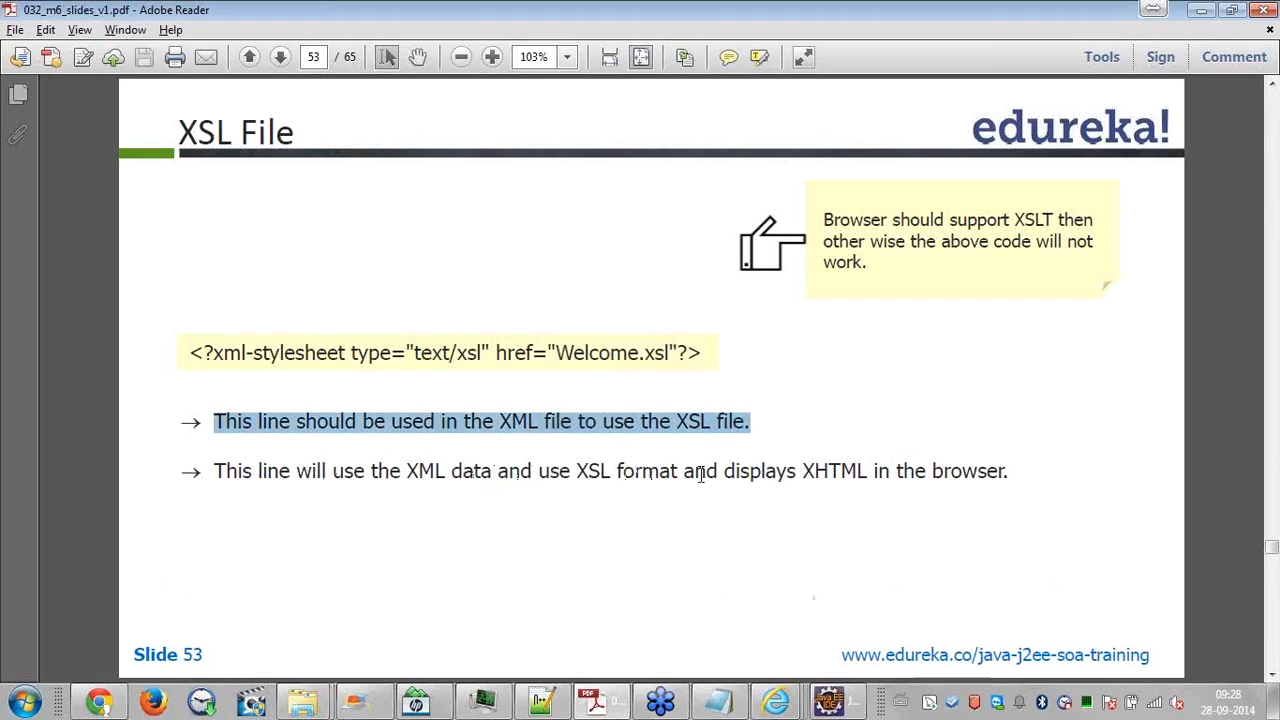 032_m6_slides_v1.pdf - Adobe Reader
File Edit View Window Help
53 / 65 103% Tools Sign Comment
XSL File
edureka!
Browser should support XSLT then
other wise the above code will not
work.
<?xml-stylesheet type="text/xsl" href="Welcome.xsl"?>
→ This line should be used in the XML file to use the XSL file.
→ This line will use the XML data and use XSL format and displays XHTML in the browser.
Slide 53
www.edureka.co/java-j2ee-soa-training
09:28
28-09-2014